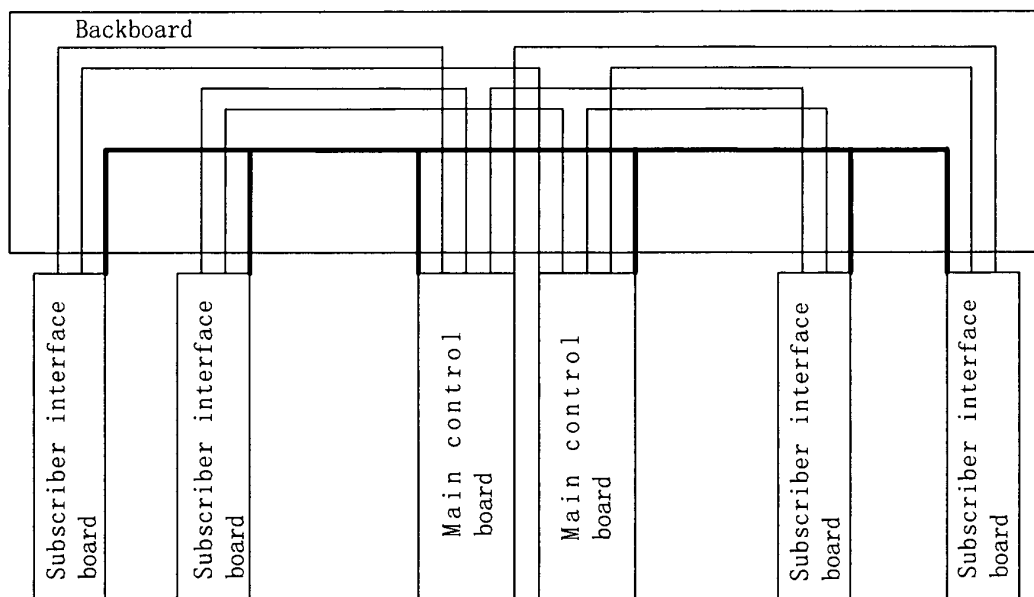 Backboard
Subscriber interface
board
Subscriber interface
board
Main control
board
Main control
board
Subscriber interface
board
Subscriber interface
board